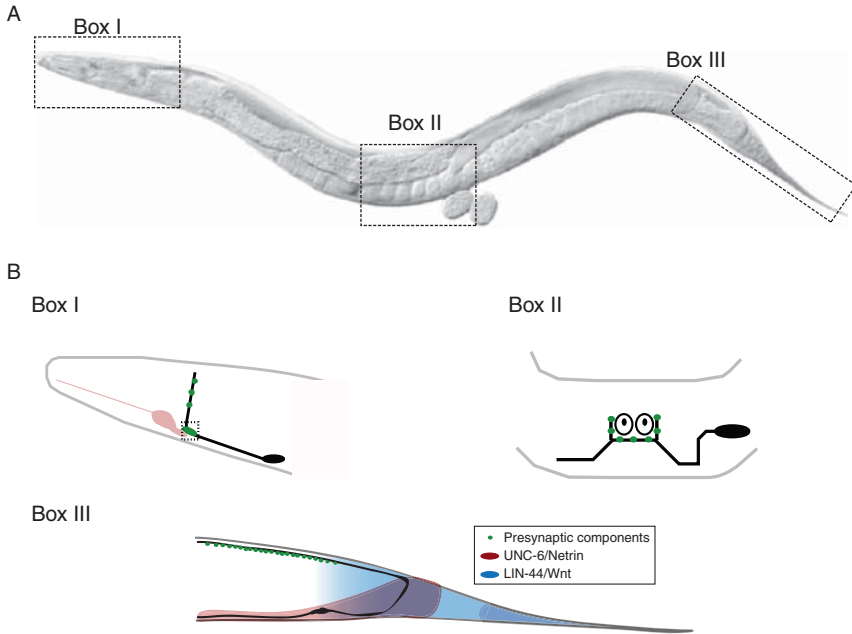 A
Box I
Box II
Box III
B
Box I
Box II
Box III
Presynaptic components
UNC-6/Netrin
LIN-44/Wnt